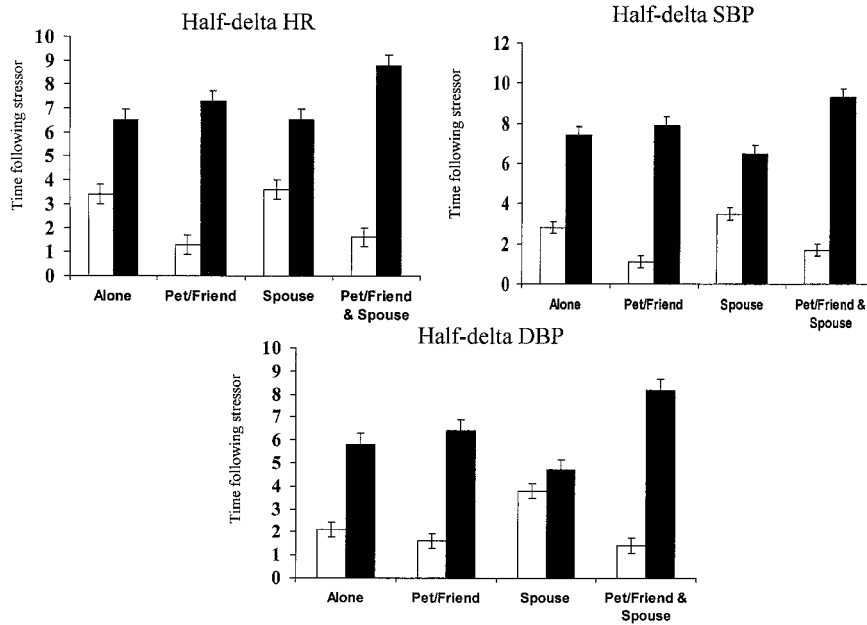 Half-delta HR
10
9
8
7
6
5
4
3
2
1
0
Time following stressor
Alone
Pet/Friend
Spouse
Pet/Friend
& Spouse
Half-delta SBP
12
10
8
6
4
2
0
Time following stressor
Alone
Pet/Friend
Spouse
Pet/Friend &
Spouse
Half-delta DBP
10
9
8
7
6
5
4
3
2
1
0
Time following stressor
Alone
Pet/Friend
Spouse
Pet/Friend &
Spouse